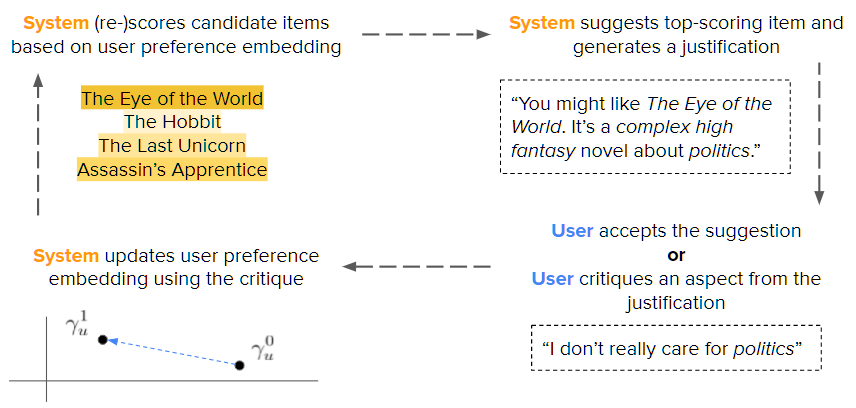 System (re-)scores candidate items
based on user preference embedding
System suggests top-scoring item and
generates a justification
The Eye of the World
The Hobbit
The Last Unicorn
Assassin's Apprentice
“You might like The Eye of the
World. It's a complex high
fantasy novel about politics.”
User accepts the suggestion
or
User critiques an aspect from the
justification
“I don't really care for politics”
System updates user preference
embedding using the critique
γ_u^1
γ_u^0